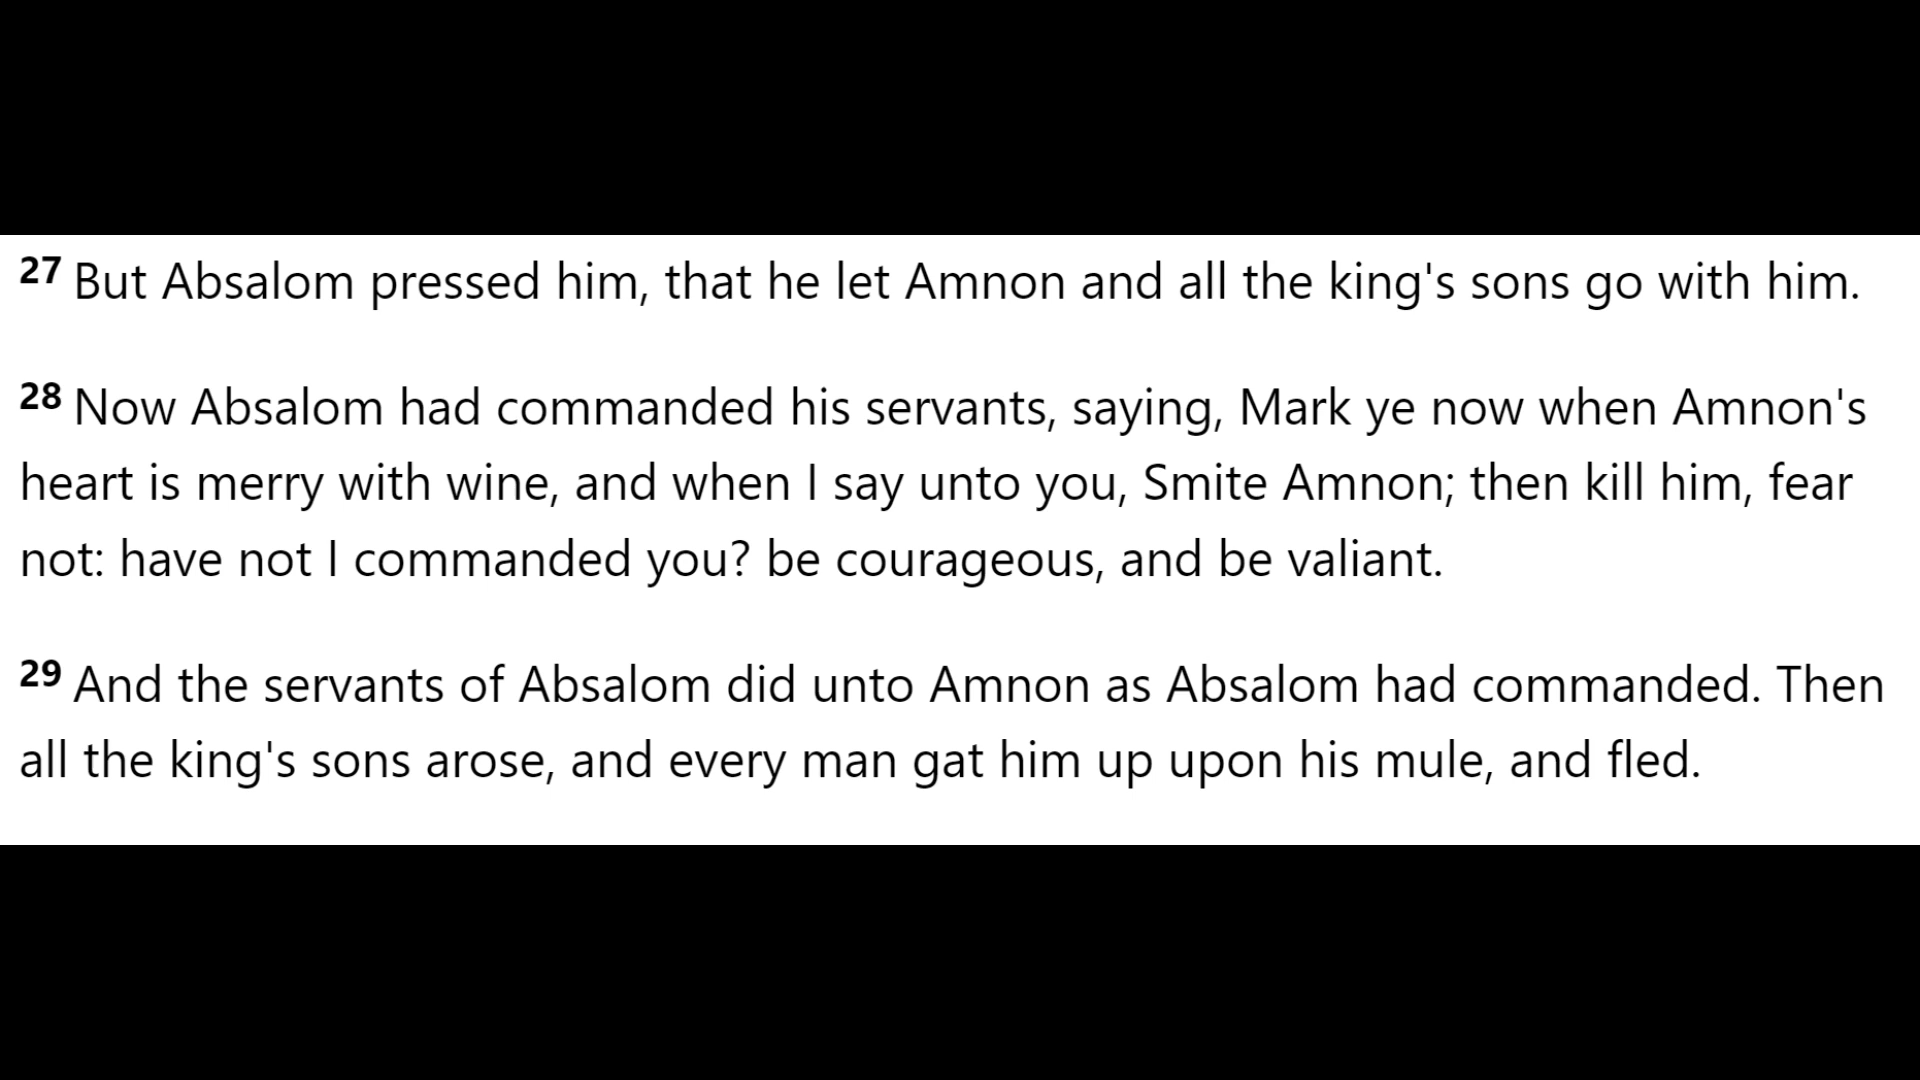 27 But Absalom pressed him, that he let Amnon and all the king's sons go with him.
28 Now Absalom had commanded his servants, saying, Mark ye now when Amnon's
heart is merry with wine, and when I say unto you, Smite Amnon; then kill him, fear
not: have not I commanded you? be courageous, and be valiant.
29 And the servants of Absalom did unto Amnon as Absalom had commanded. Then
all the king's sons arose, and every man gat him up upon his mule, and fled.